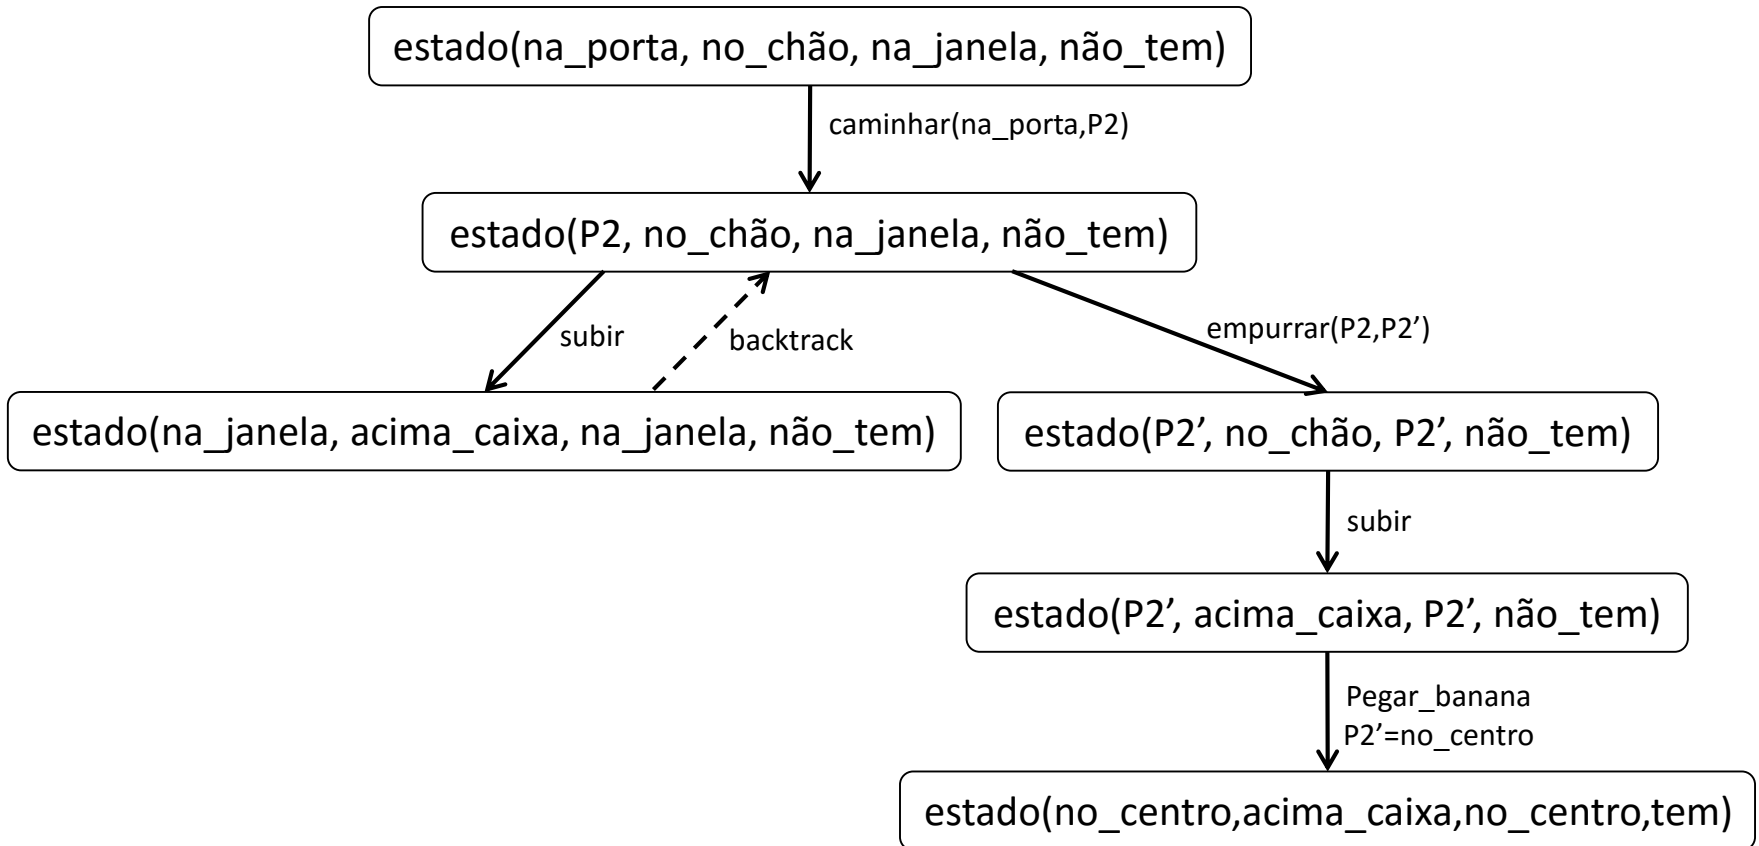 estado(na_porta, no_chão, na_janela, não_tem)
caminhar(na_porta,P2)
estado(P2, no_chão, na_janela, não_tem)
subir
backtrack
empurrar(P2,P2’)
estado(na_janela, acima_caixa, na_janela, não_tem)
estado(P2’, no_chão, P2’, não_tem)
subir
estado(P2’, acima_caixa, P2’, não_tem)
Pegar_banana
P2’=no_centro
estado(no_centro,acima_caixa,no_centro,tem)